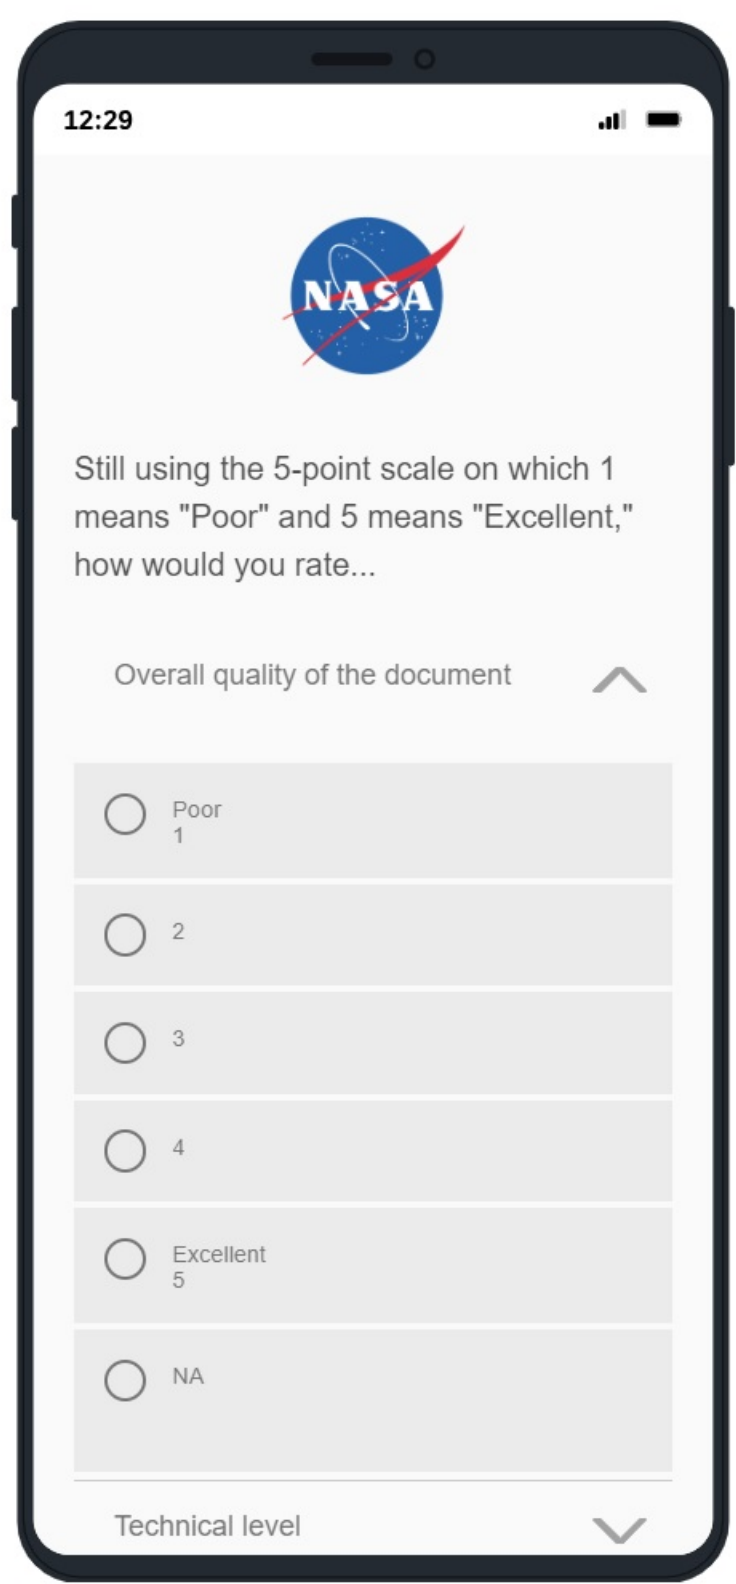 12:29
NASA
Still using the 5-point scale on which 1
means "Poor" and 5 means "Excellent,"
how would you rate...
Overall quality of the document
Poor
1
2
3
4
Excellent
5
NA
Technical level